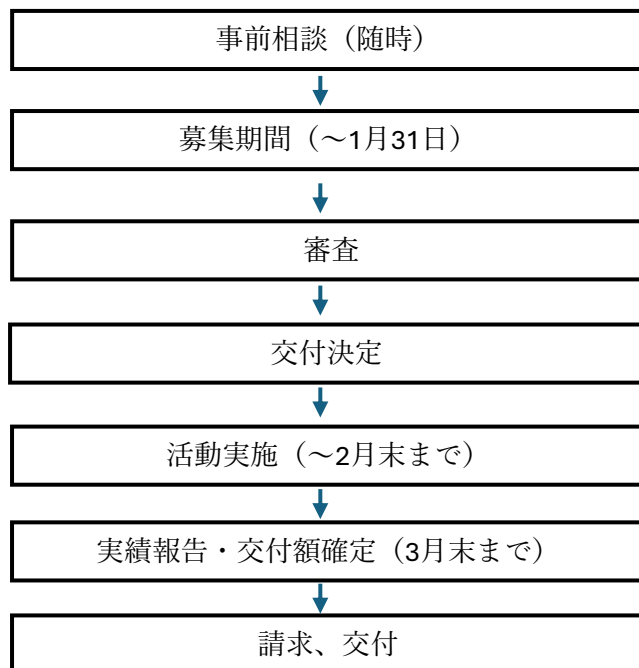 事前相談（随時）
募集期間（～1月31日）
審査
交付決定
活動実施（～2月末まで）
実績報告・交付額確定（3月末まで）
請求、交付